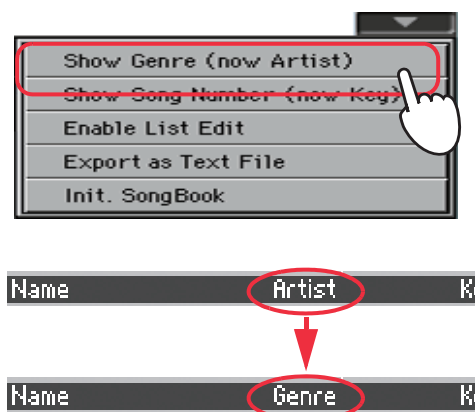 Show Genre (now Artist)
Show Song Number (now Key)
Enable List Edit
Export as Text File
Init. SongBook
Name Artist K
Name Genre K